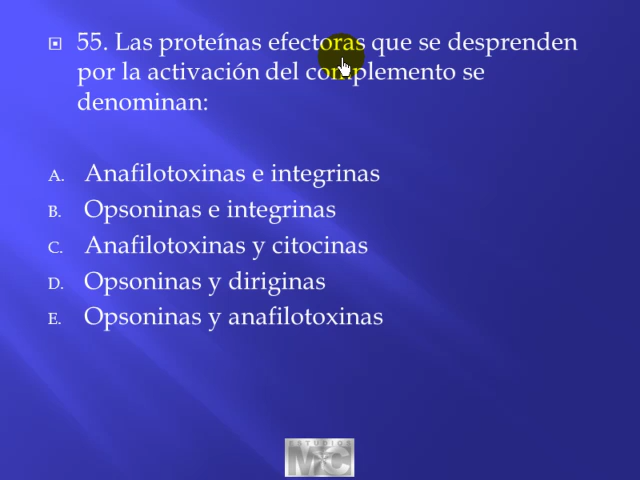 55. Las proteínas efectoras que se desprenden
por la activación del complemento se
denominan:
A. Anafilotoxinas e integrinas
B. Opsoninas e integrinas
C. Anafilotoxinas y citocinas
D. Opsoninas y diriginas
E. Opsoninas y anafilotoxinas
ESTUDIOS
MC